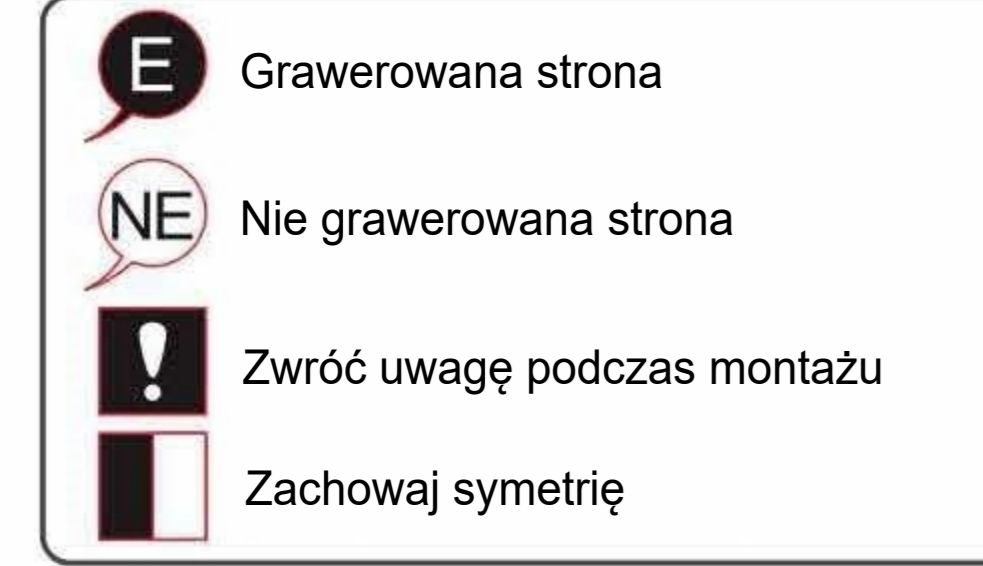 E Grawerowana strona
NE Nie grawerowana strona
! Zwróć uwagę podczas montażu
Zachowaj symetrię